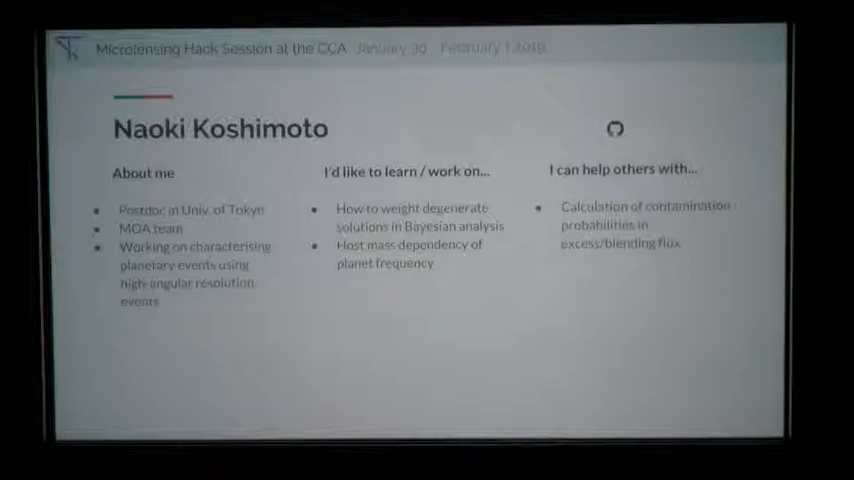 Microlensing Hack Session at the CCA January 30 - February 1 2019
Naoki Koshimoto
About me
Postdoc in Univ. of Tokyo
MOA team
Working on characterising
planetary events using
high-angular resolution
events
I'd like to learn / work on...
How to weight degenerate
solutions in Bayesian analysis
Host mass dependency of
planet frequency
I can help others with...
Calculation of contamination
probabilities in
excess/blending flux